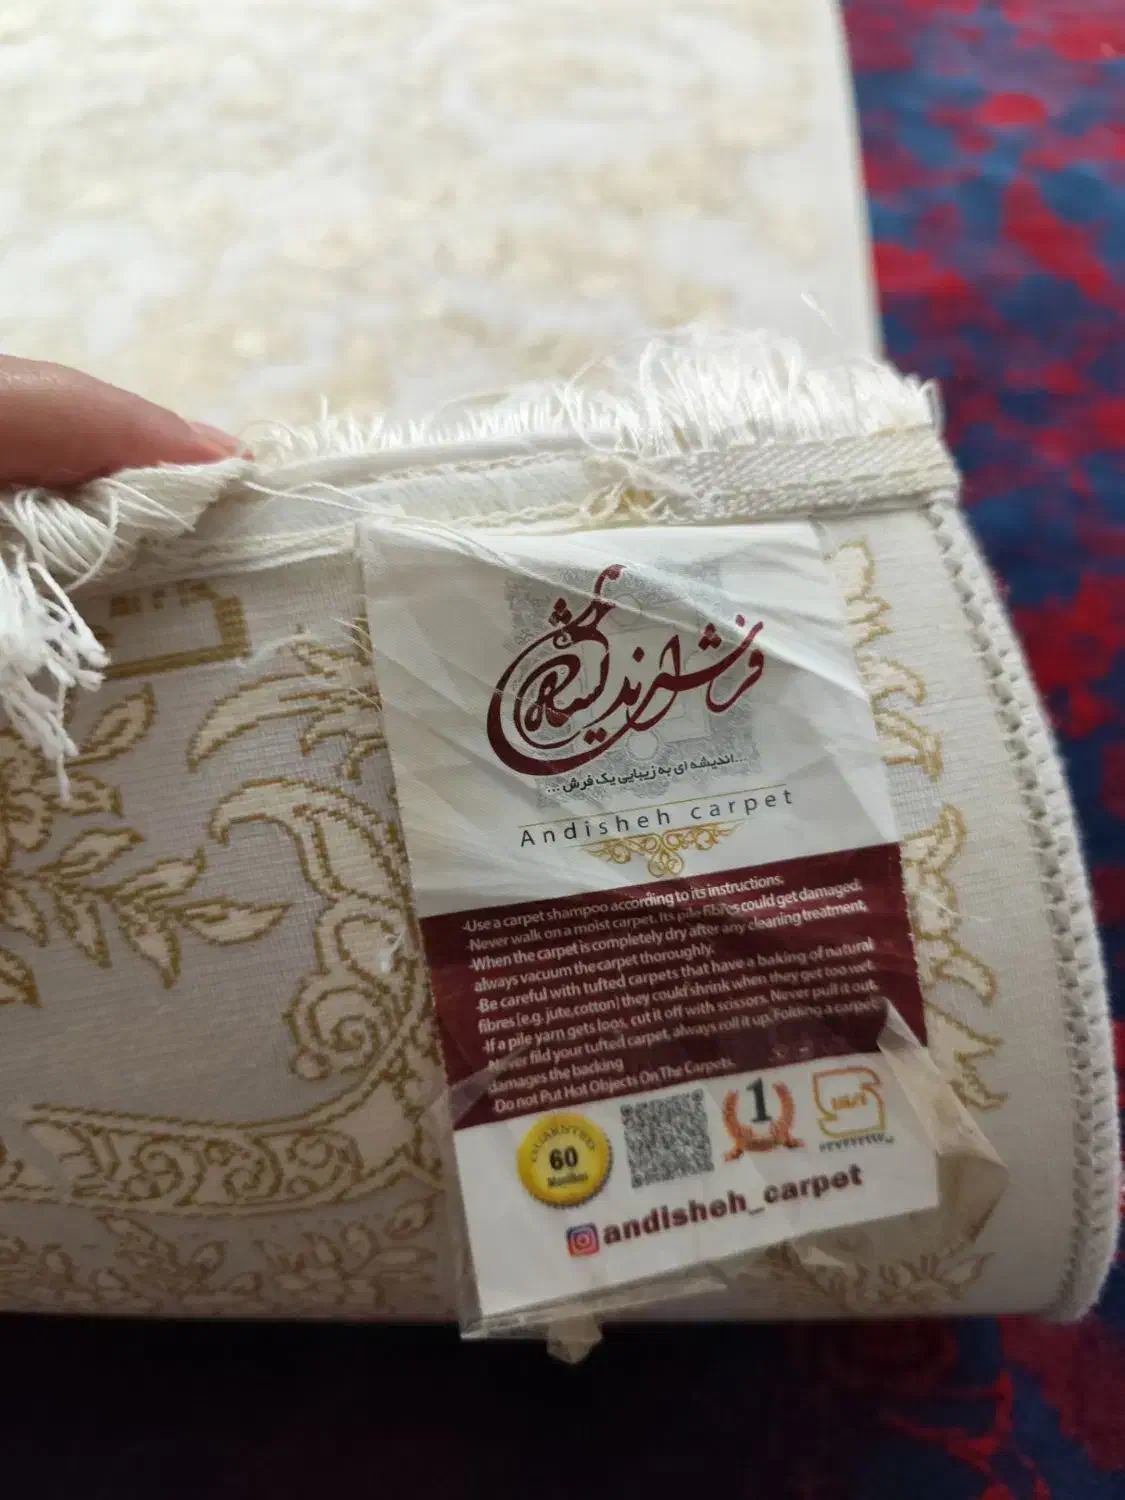 فرش اندیشه
...اندیشه ای به زیبایی یک فرش ...
Andisheh carpet
-Use a carpet shampoo according to its instructions.
-Never walk on a moist carpet. Its pile fibres could get damaged.
-When the carpet is completely dry after any cleaning treatment,
always vacuum the carpet thoroughly.
-Be careful with tufted carpets that have a baking of natural
fibres (e.g. jute,cotton) they could shrink when they get too wet.
-If a pile yarn gets loos, cut it off with scissors. Never pull it out.
-Never fild your tufted carpet, always roll it up. Folding a carpet
damages the backing
-Do not Put Hot Objects On The Carpets.
60
1
andisheh_carpet